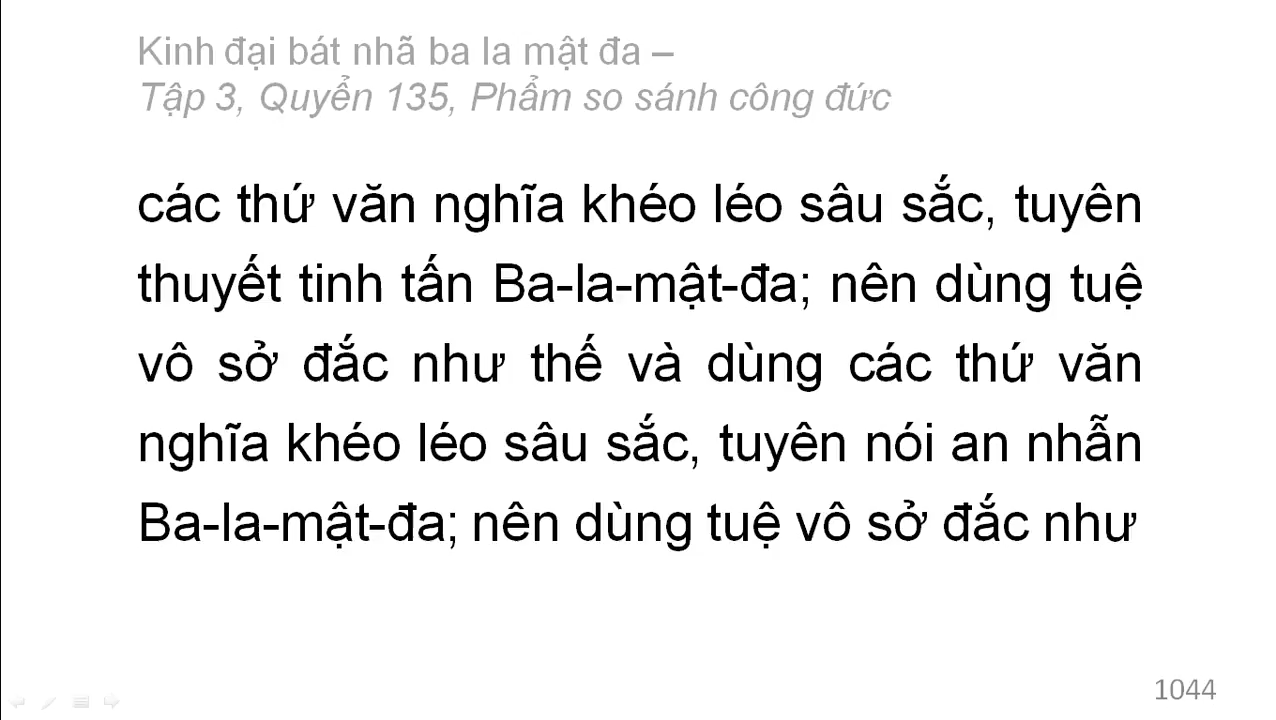 Kinh đại bát nhã ba la mật đa –
Tập 3, Quyển 135, Phẩm so sánh công đức
các thứ văn nghĩa khéo léo sâu sắc, tuyên
thuyết tinh tấn Ba-la-mật-đa; nên dùng tuệ
vô sở đắc như thế và dùng các thứ văn
nghĩa khéo léo sâu sắc, tuyên nói an nhẫn
Ba-la-mật-đa; nên dùng tuệ vô sở đắc như
1044